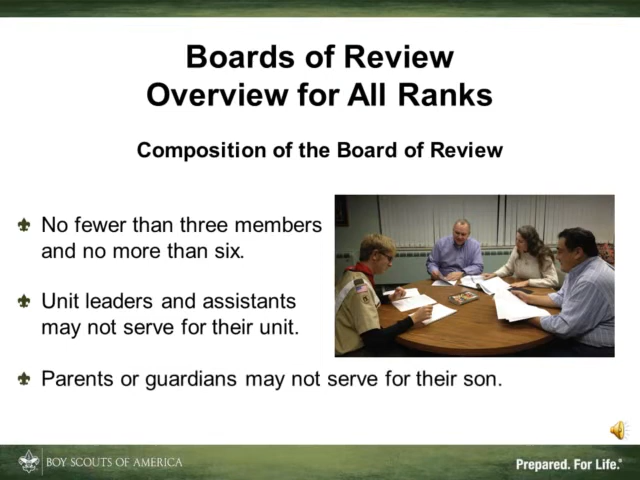 Boards of Review
Overview for All Ranks
Composition of the Board of Review
No fewer than three members
and no more than six.
Unit leaders and assistants
may not serve for their unit.
Parents or guardians may not serve for their son.
BOY SCOUTS OF AMERICA
Prepared. For Life.®